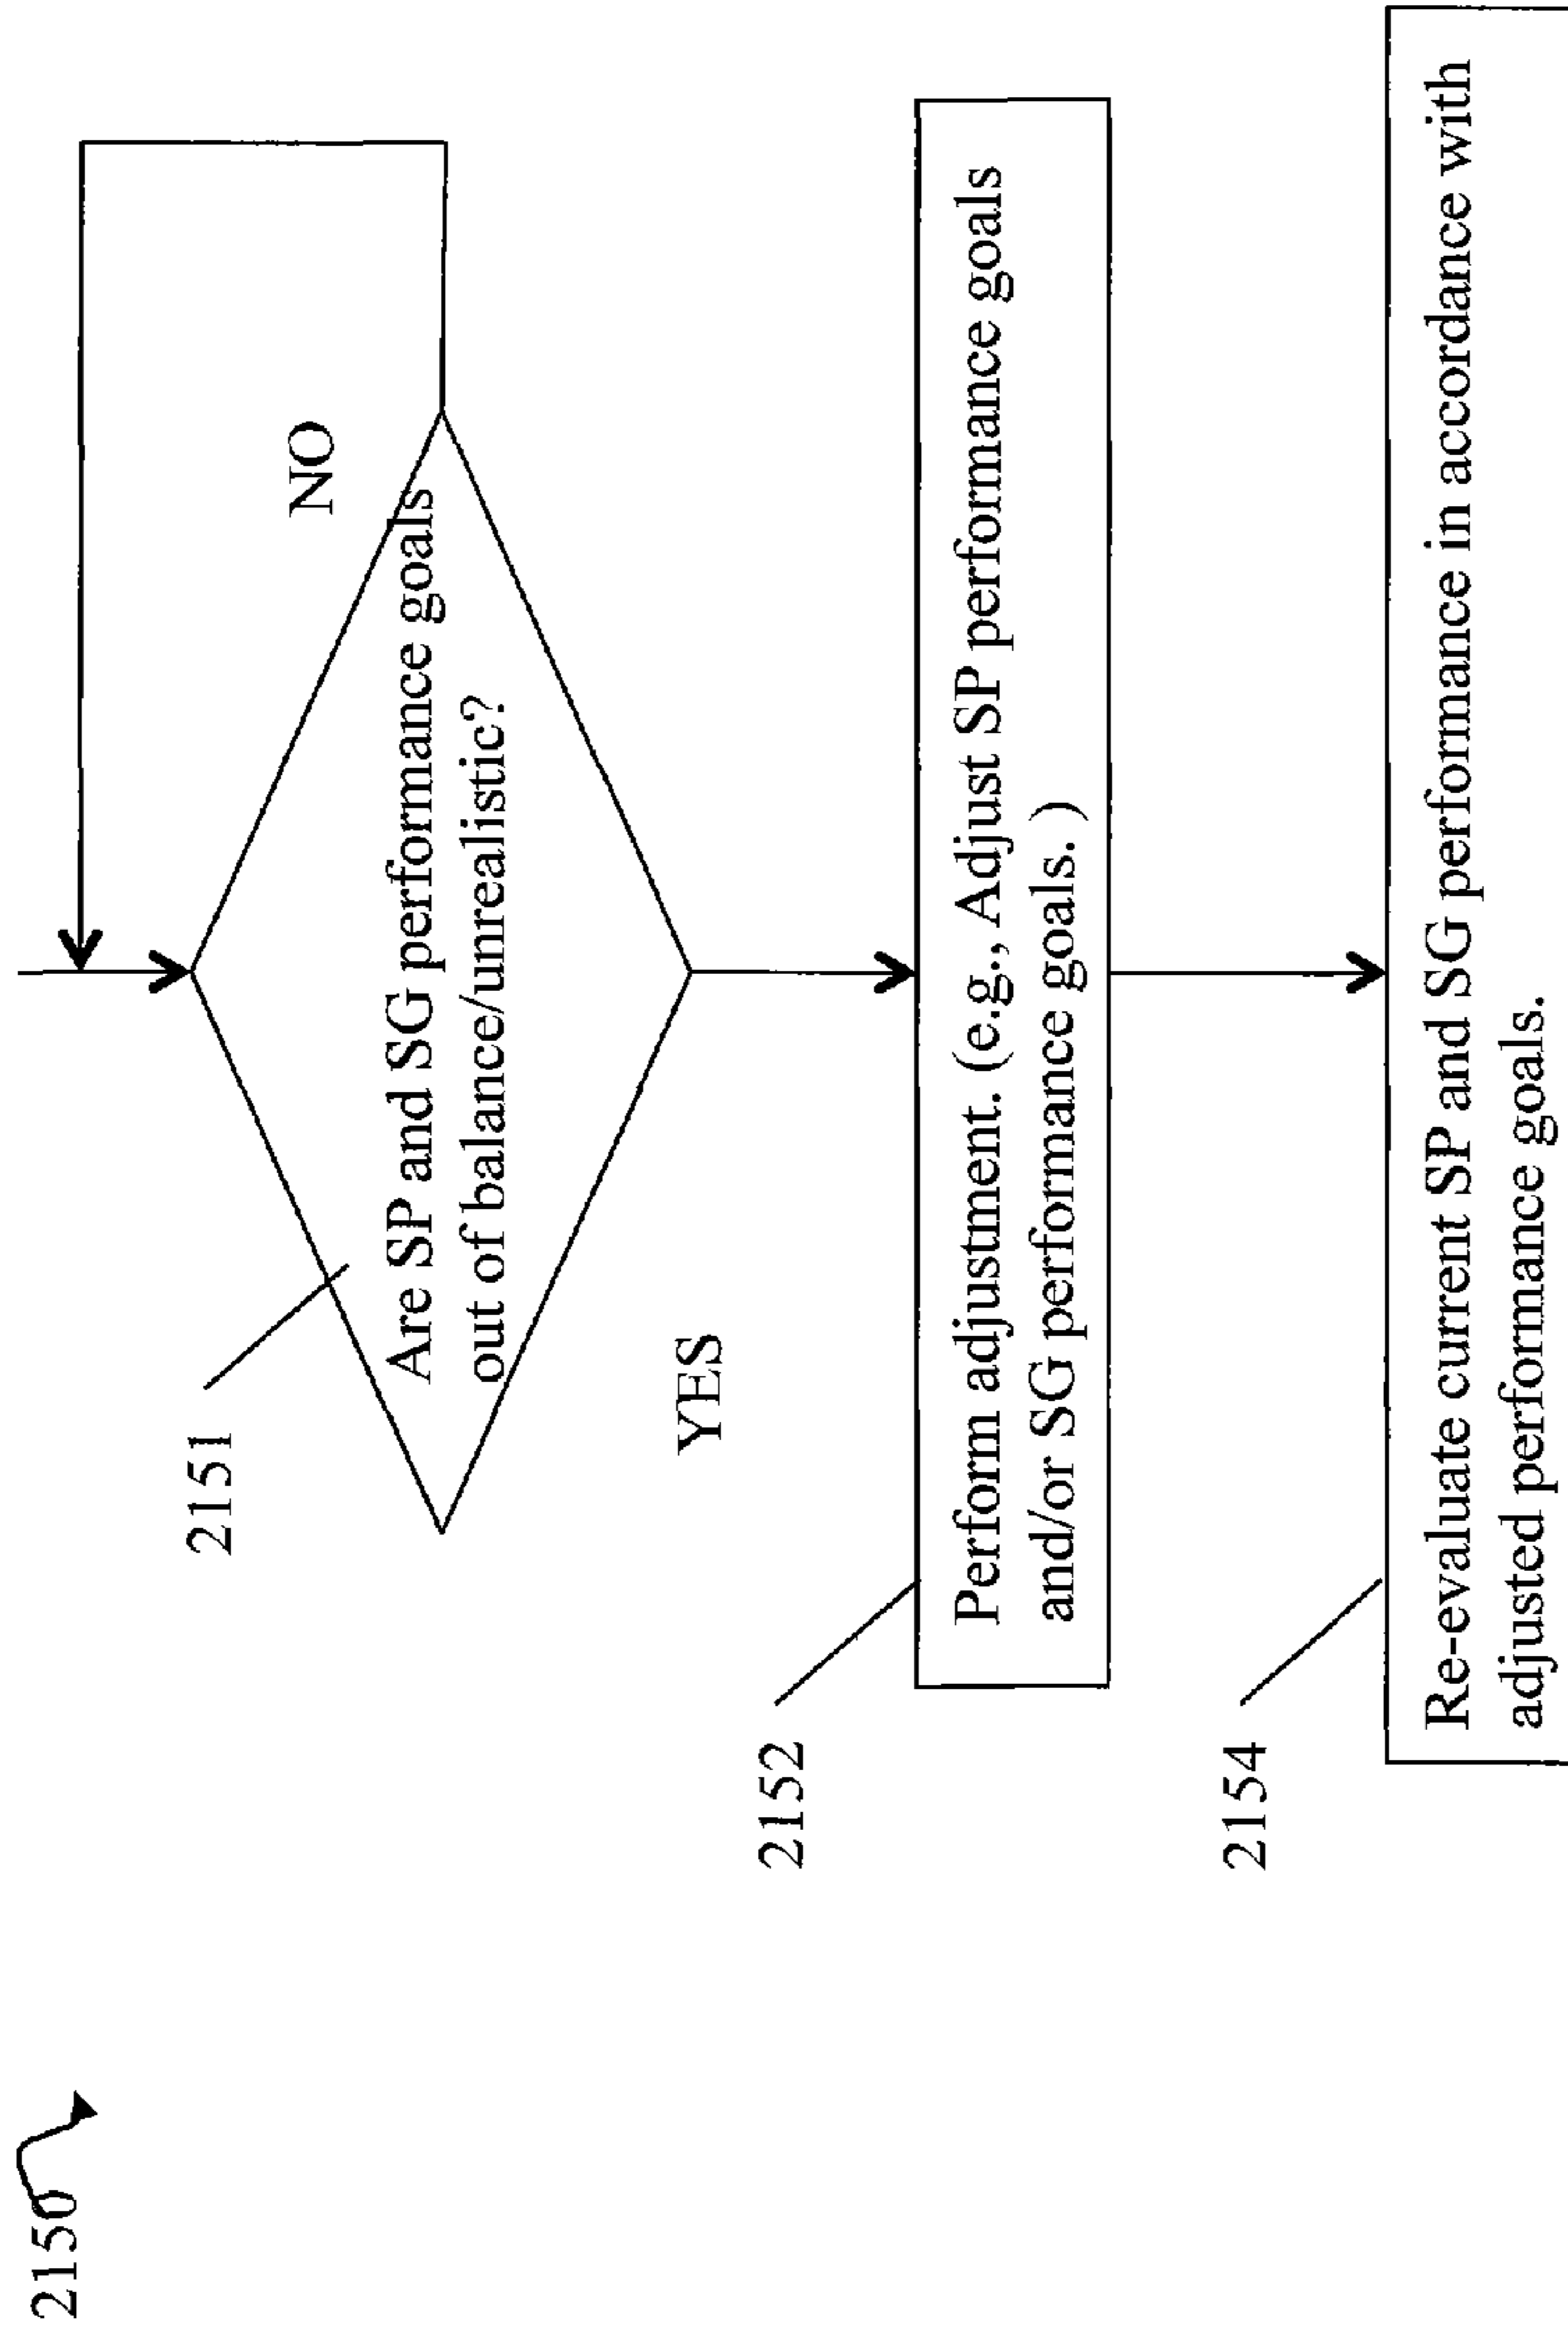 2150
2151
Are SP and SG performance goals
out of balance/unrealistic?
NO
YES
2152
Perform adjustment. (e.g., Adjust SP performance goals
and/or SG performance goals. )
2154
Re-evaluate current SP and SG performance in accordance with
adjusted performance goals.